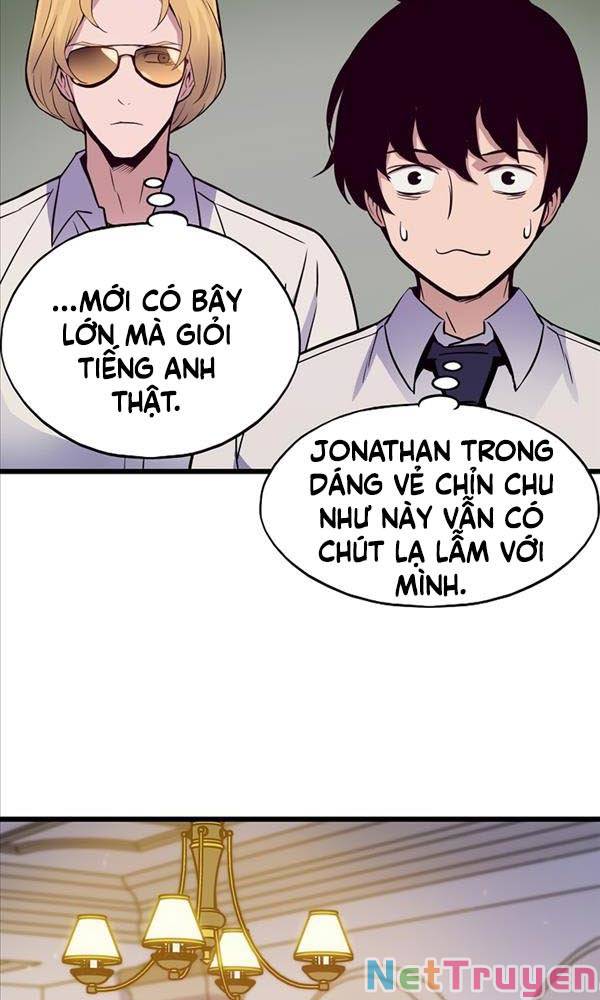 ...MỚI CÓ BÂY
LỚN MÀ GIỎI
TIẾNG ANH
THẬT.
JONATHAN TRONG
DÁNG VẺ CHỈN CHU
NHƯ NÀY VẪN CÓ
CHÚT LẠ LẪM VỚI
MÌNH.
NetTruyen